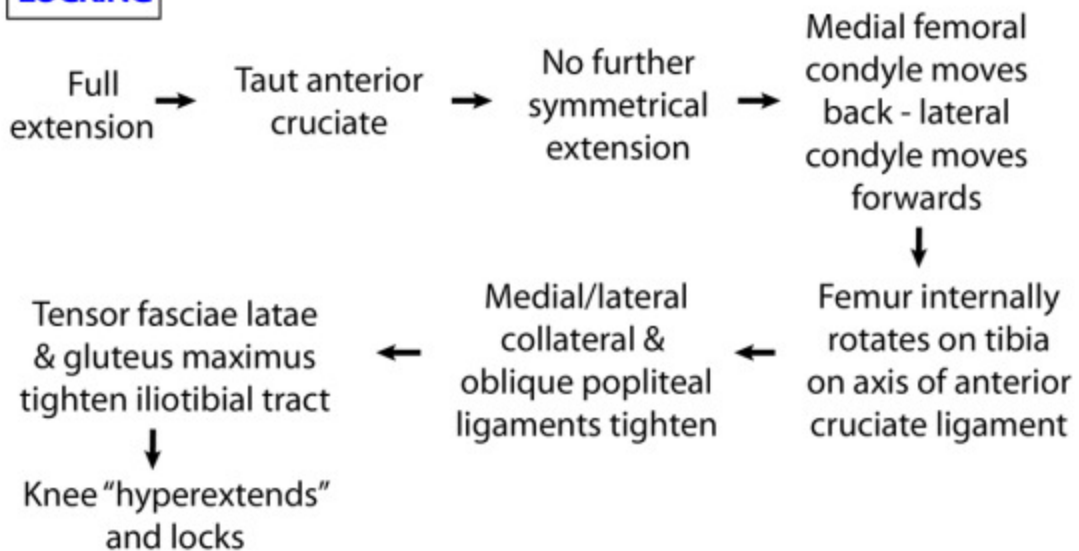 LOCKING
Full
extension
Taut anterior
cruciate
No further
symmetrical
extension
Medial femoral
condyle moves
back - lateral
condyle moves
forwards
Femur internally
rotates on tibia
on axis of anterior
cruciate ligament
Medial/lateral
collateral &
oblique popliteal
ligaments tighten
Tensor fasciae latae
& gluteus maximus
tighten iliotibial tract
Knee "hyperextends"
and locks